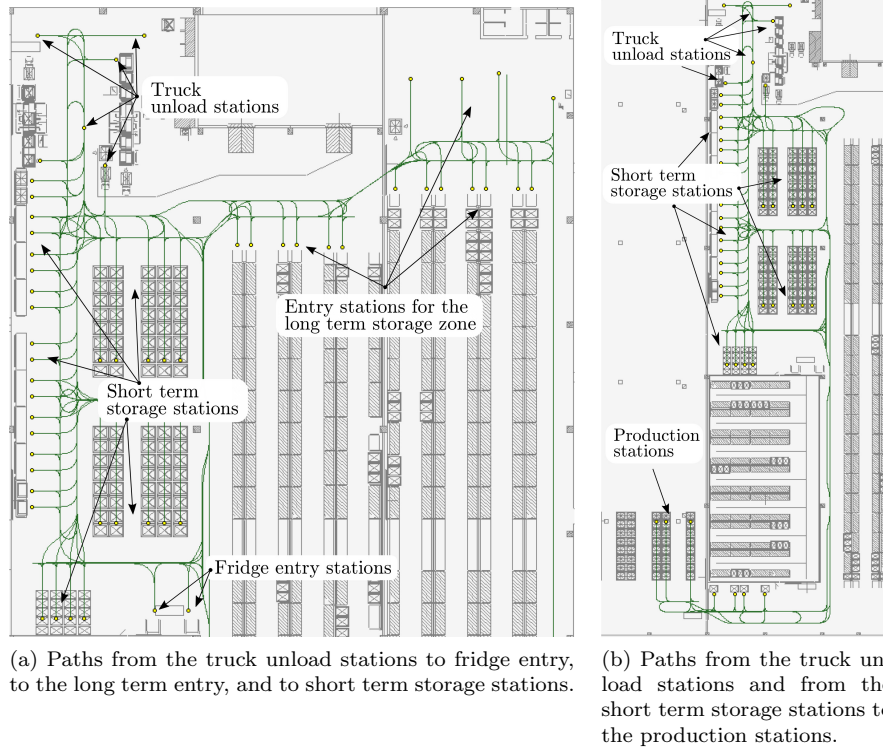 Truck
unload stations
Entry stations for the
long term storage zone
Short term
storage stations
Fridge entry stations
(a) Paths from the truck unload stations to fridge entry,
to the long term entry, and to short term storage stations.
Truck
unload stations
Short term
storage stations
Production
stations
(b) Paths from the truck un-
load stations and from the
short term storage stations to
the production stations.